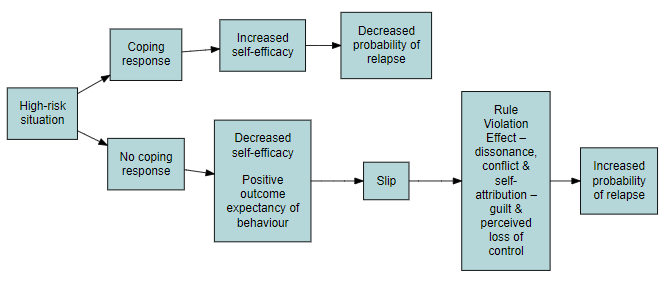 High-risk
situation
Coping
response
Increased
self-efficacy
Decreased
probability of
relapse
No coping
response
Decreased
self-efficacy
Positive
outcome
expectancy of
behaviour
Slip
Rule
Violation
Effect –
dissonance,
conflict &
self-
attribution –
guilt &
perceived
loss of
control
Increased
probability
of relapse